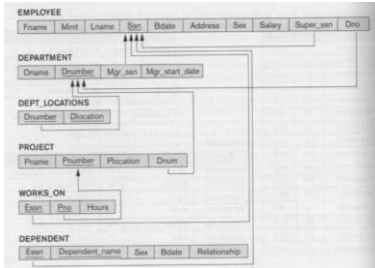 EMPLOYEE
Fname Minit Lname Ssn Bdate Address Sex Salary Super_ssn Dno
DEPARTMENT
Dname Dnumber Mgr_ssn Mgr_start_date
DEPT_LOCATIONS
Dnumber Dlocation
PROJECT
Pname Pnumber Plocation Dnum
WORKS_ON
Essn Pno Hours
DEPENDENT
Essn Dependent_name Sex Bdate Relationship